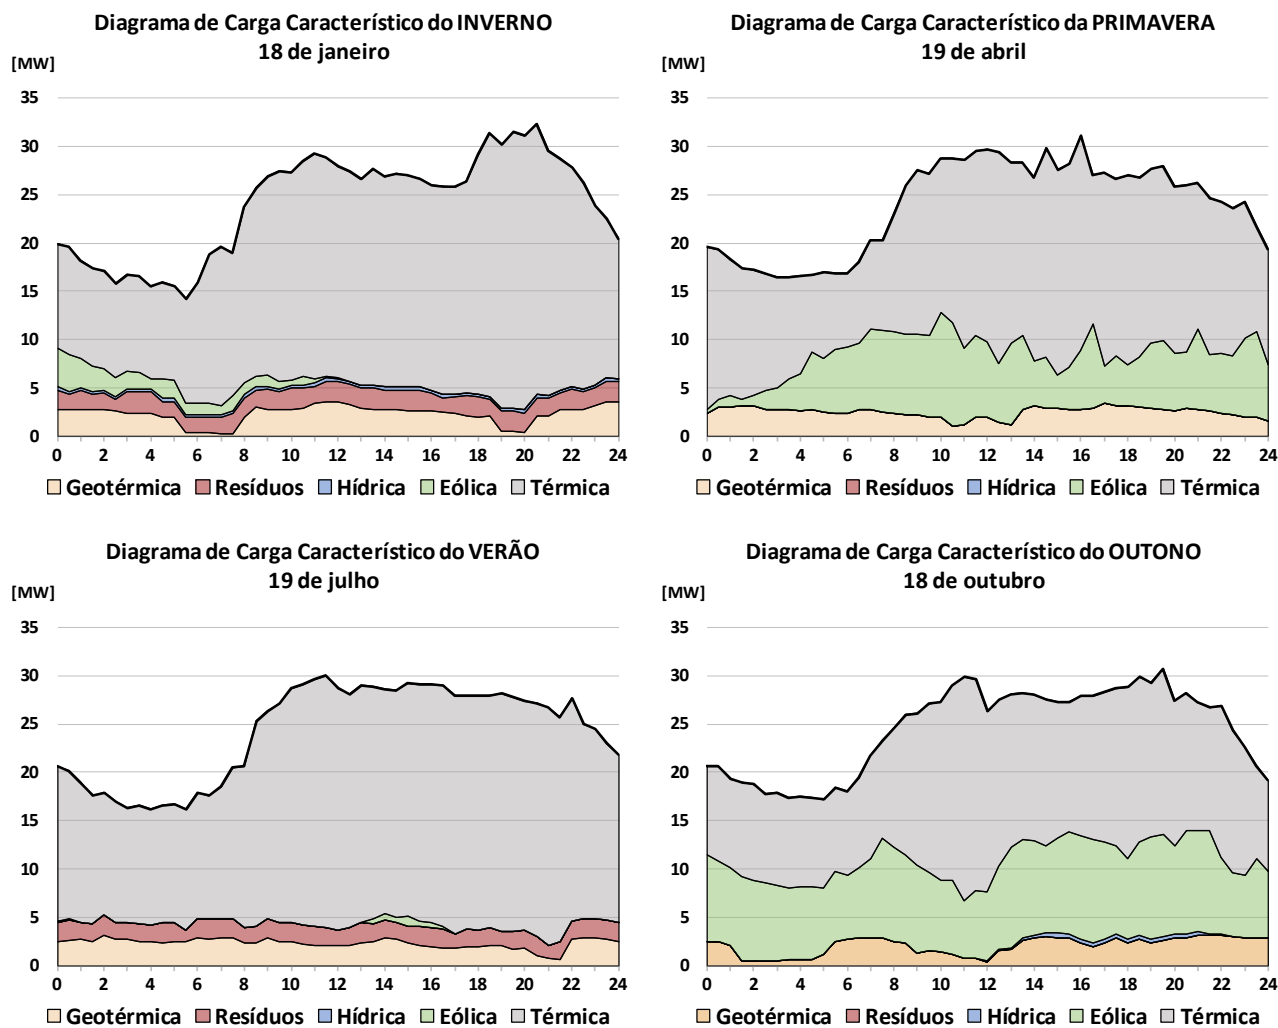 Diagrama de Carga Característico do INVERNO
18 de janeiro
[MW]
35
30
25
20
15
10
5
0
0 2 4 6 8 10 12 14 16 18 20 22 24
Geotérmica Resíduos Hídrica Eólica Térmica
Diagrama de Carga Característico da PRIMAVERA
19 de abril
[MW]
35
30
25
20
15
10
5
0
0 2 4 6 8 10 12 14 16 18 20 22 24
Geotérmica Resíduos Hídrica Eólica Térmica
Diagrama de Carga Característico do VERÃO
19 de julho
[MW]
35
30
25
20
15
10
5
0
0 2 4 6 8 10 12 14 16 18 20 22 24
Geotérmica Resíduos Hídrica Eólica Térmica
Diagrama de Carga Característico do OUTONO
18 de outubro
[MW]
35
30
25
20
15
10
5
0
0 2 4 6 8 10 12 14 16 18 20 22 24
Geotérmica Resíduos Hídrica Eólica Térmica